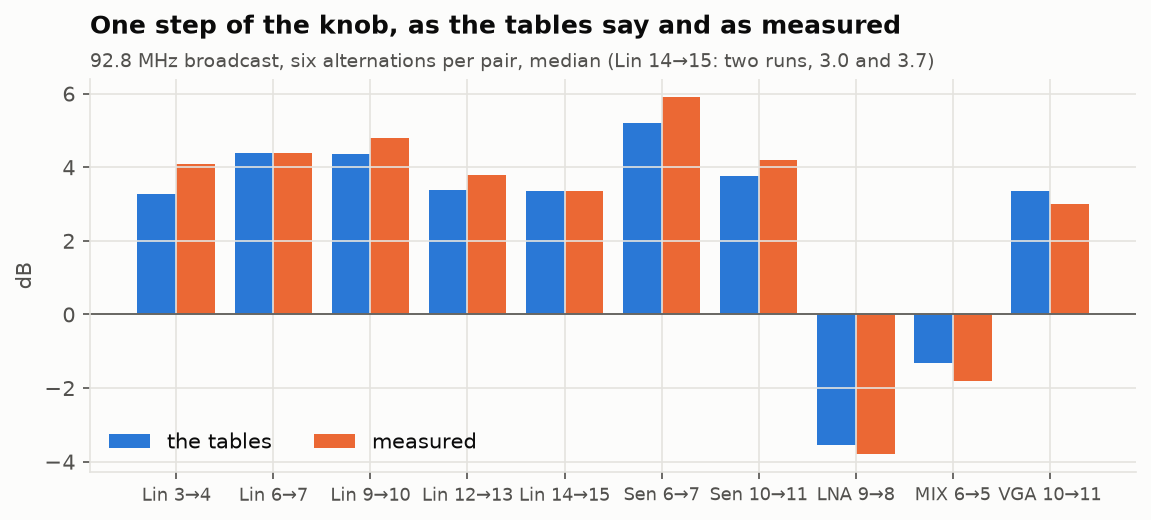 One step of the knob, as the tables say and as measured
92.8 MHz broadcast, six alternations per pair, median (Lin 14→15: two runs, 3.0 and 3.7)
dB
6
4
2
0
−2
−4
the tables
measured
Lin 3→4
Lin 6→7
Lin 9→10
Lin 12→13
Lin 14→15
Sen 6→7
Sen 10→11
LNA 9→8
MIX 6→5
VGA 10→11